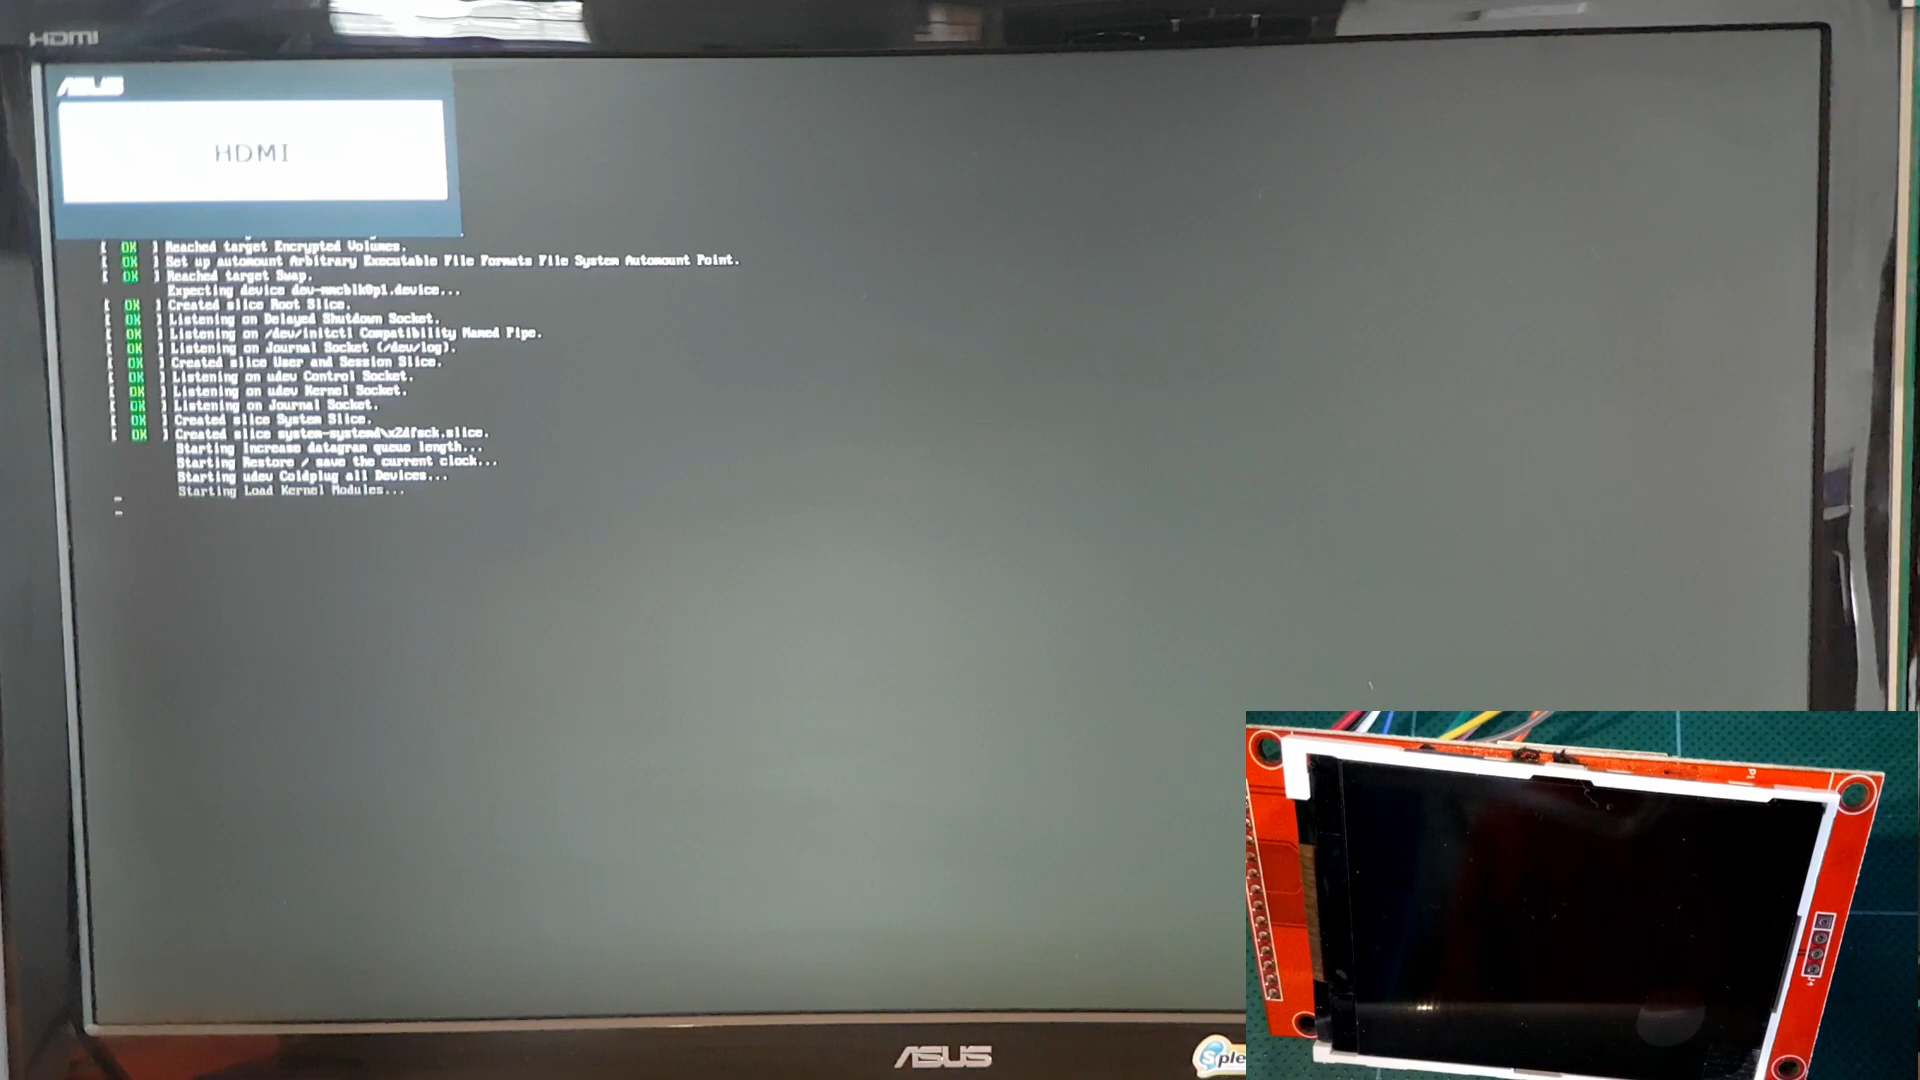 HDMI
ASUS
HDMI
[ OK ] Reached target Encrypted Volumes.
[ OK ] Set up automount Arbitrary Executable File Formats File System Automount Point.
[ OK ] Reached target Swap.
Expecting device dev-mmcblk0p1.device...
[ OK ] Created slice Root Slice.
[ OK ] Listening on Delayed Shutdown Socket.
[ OK ] Listening on /dev/initctl Compatibility Named Pipe.
[ OK ] Listening on Journal Socket (/dev/log).
[ OK ] Created slice User and Session Slice.
[ OK ] Listening on udev Control Socket.
[ OK ] Listening on udev Kernel Socket.
[ OK ] Listening on Journal Socket.
[ OK ] Created slice System Slice.
[ OK ] Created slice system-systemd\x2dfsck.slice.
Starting Increase datagram queue length...
Starting Restore / save the current clock...
Starting udev Coldplug all Devices...
Starting Load Kernel Modules...
ASUS
Sple
P1
J4